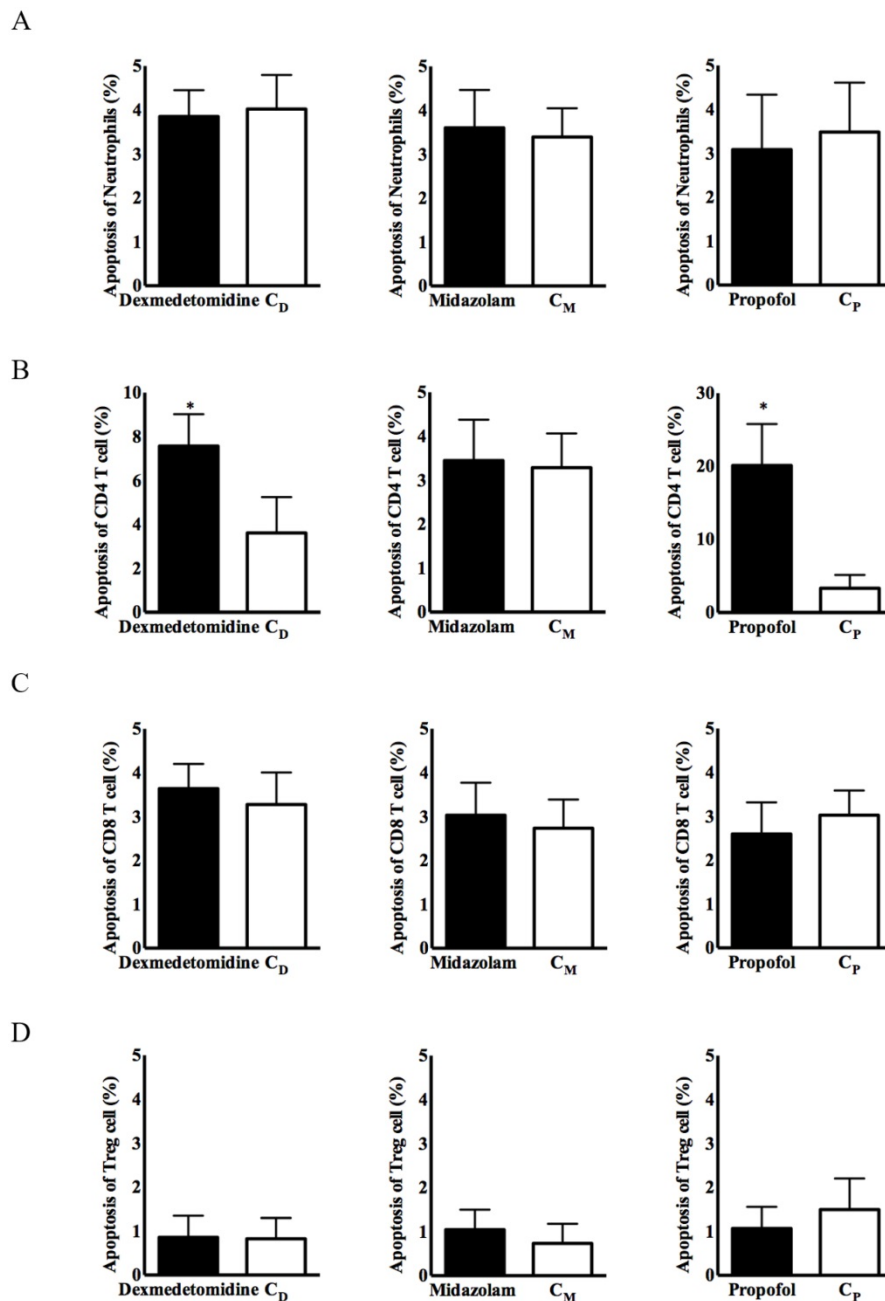 A
Apoptosis of Neutrophils (%)
5
4
3
2
1
0
Dexmedetomidine C_D
Apoptosis of Neutrophils (%)
5
4
3
2
1
0
Midazolam C_M
Apoptosis of Neutrophils (%)
5
4
3
2
1
0
Propofol C_P
B
Apoptosis of CD4 T cell (%)
10
8
6
4
2
0
*
Dexmedetomidine C_D
Apoptosis of CD4 T cell (%)
5
4
3
2
1
0
Midazolam C_M
Apoptosis of CD4 T cell (%)
30
20
10
0
*
Propofol C_P
C
Apoptosis of CD8 T cell (%)
5
4
3
2
1
0
Dexmedetomidine C_D
Apoptosis of CD8 T cell (%)
5
4
3
2
1
0
Midazolam C_M
Apoptosis of CD8 T cell (%)
5
4
3
2
1
0
Propofol C_P
D
Apoptosis of Treg cell (%)
5
4
3
2
1
0
Dexmedetomidine C_D
Apoptosis of Treg cell (%)
5
4
3
2
1
0
Midazolam C_M
Apoptosis of Treg cell (%)
5
4
3
2
1
0
Propofol C_P